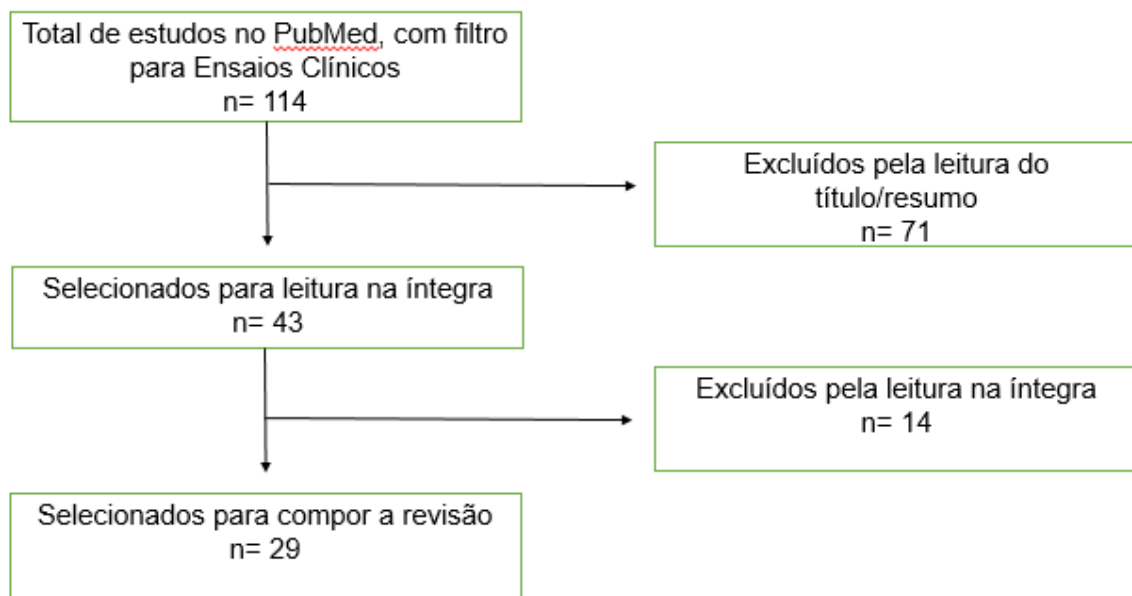 Total de estudos no PubMed, com filtro
para Ensaios Clínicos
n= 114
Excluídos pela leitura do
título/resumo
n= 71
Selecionados para leitura na íntegra
n= 43
Excluídos pela leitura na íntegra
n= 14
Selecionados para compor a revisão
n= 29